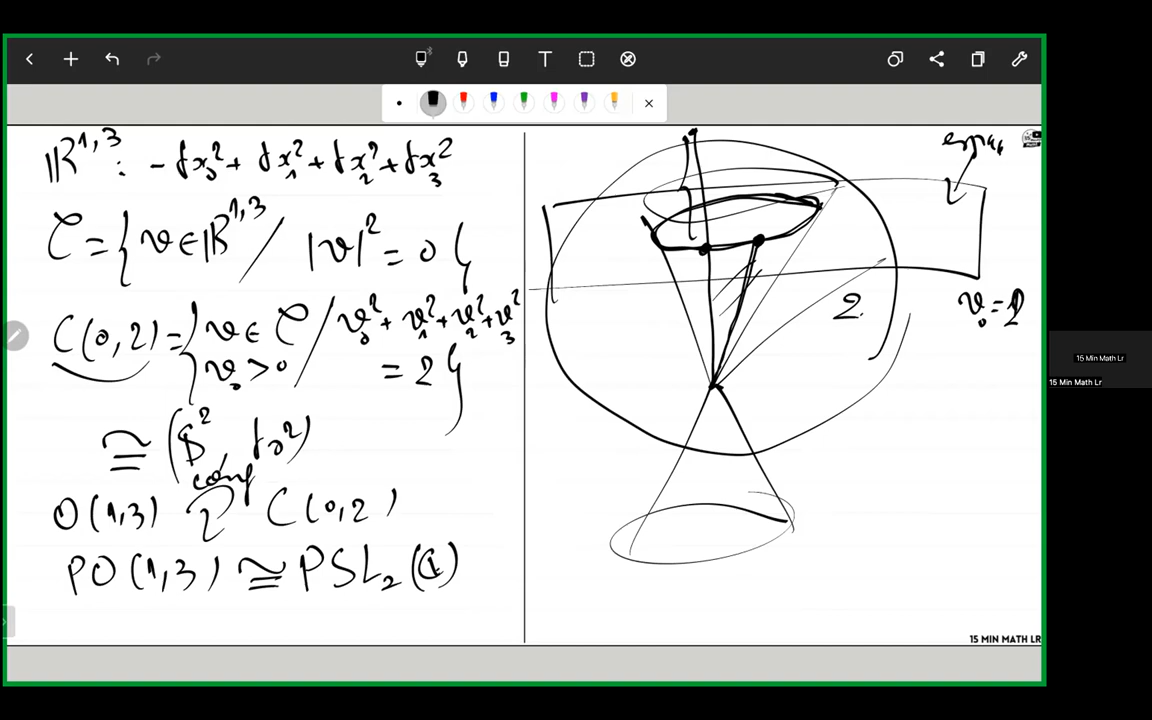 ℝ^{1,3} : -dx_0^2 + dx_1^2 + dx_2^2 + dx_3^2
𝒞 = { v ∈ ℝ^{1,3} / |v|^2 = 0 }
C(0,2) = { v ∈ 𝒞 / v_0^2 + v_1^2 + v_2^2 + v_3^2
v_0 > 0 = 2 }
≅ (𝕊^2, dσ^2)
conf
O(1,3) ↷ C(0,2)
PO(1,3) ≅ PSL_2(ℂ)
T
2
v_0 = 1
15 Min Math Lr
15 Min Math Lr
15 MIN MATH LR